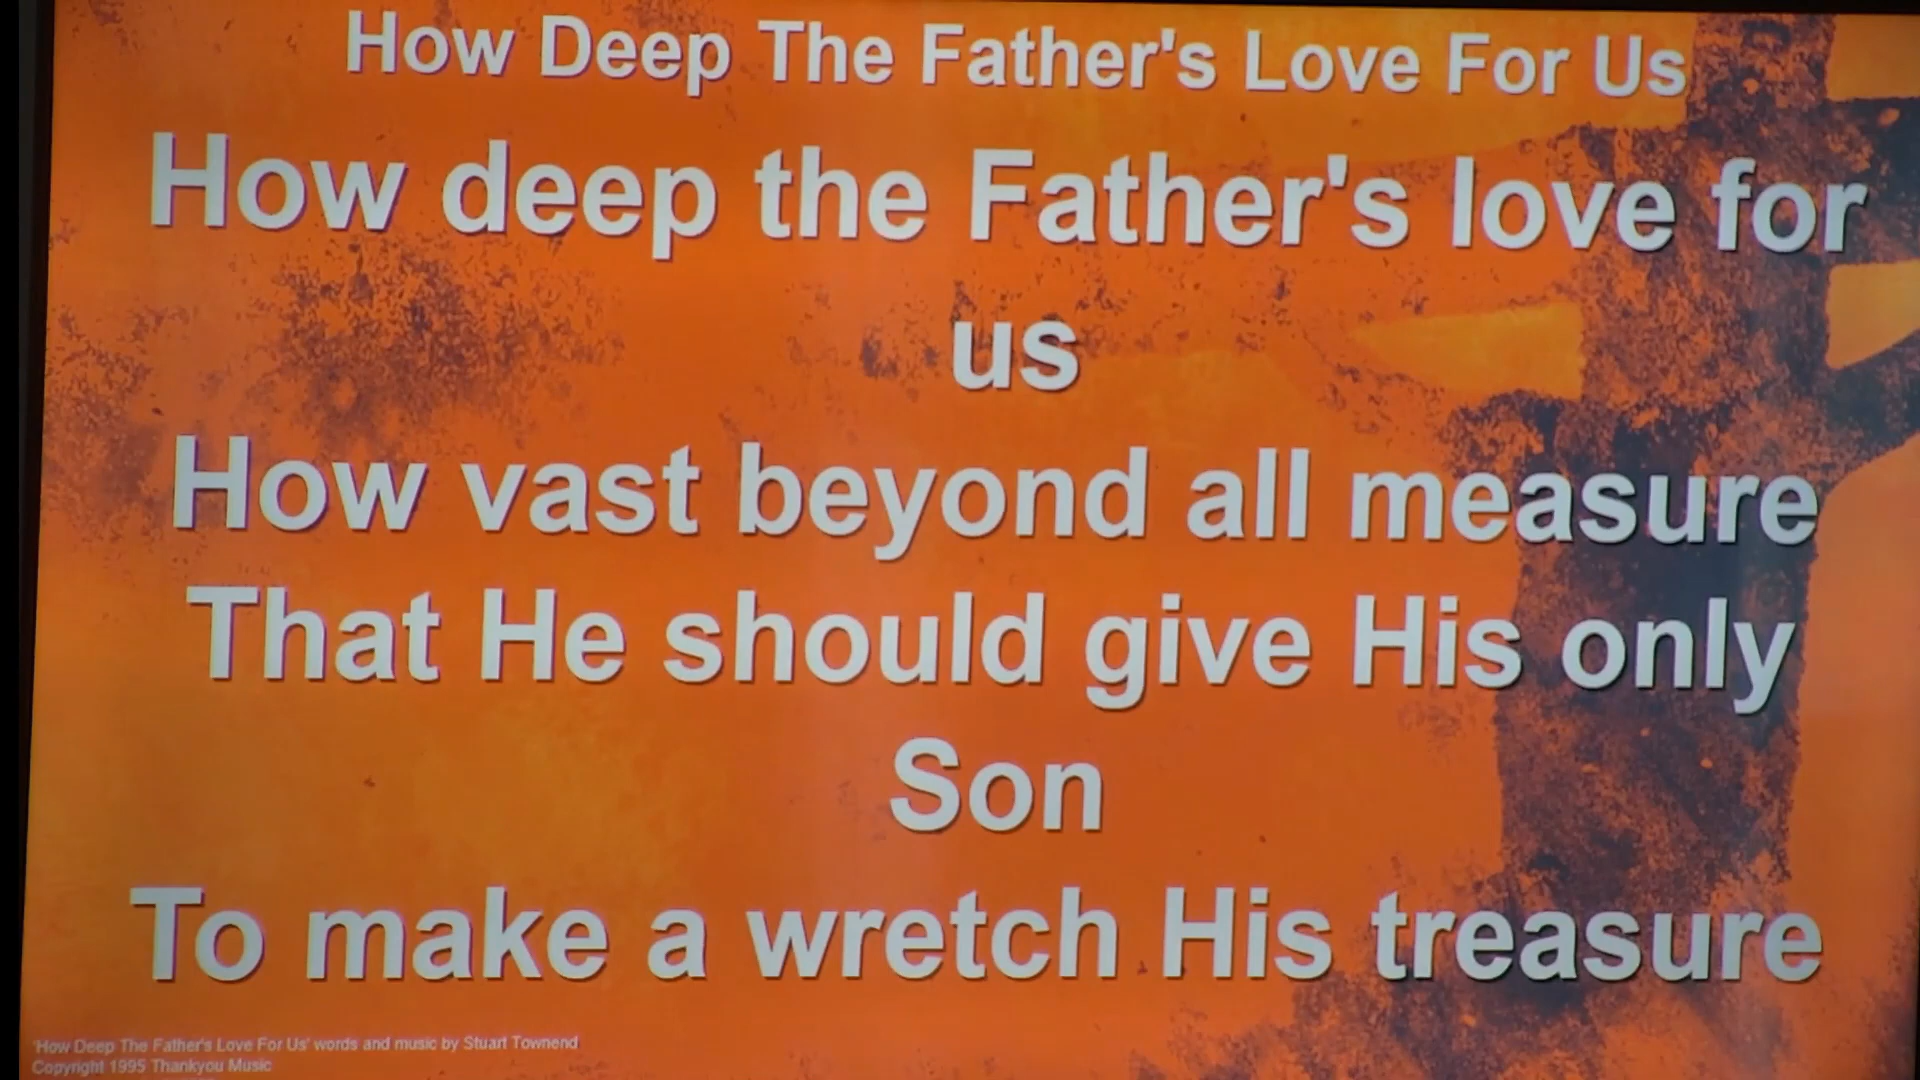 How Deep The Father's Love For Us
How deep the Father's love for
us
How vast beyond all measure
That He should give His only
Son
To make a wretch His treasure
'How Deep The Father's Love For Us' words and music by Stuart Townend
Copyright 1995 Thankyou Music